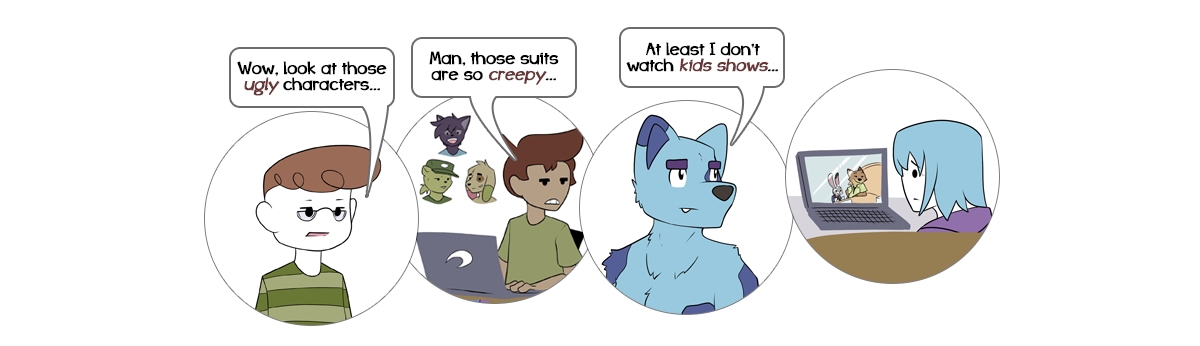 Wow, look at those
ugly characters...
Man, those suits
are so creepy...
At least I don't
watch kids shows...